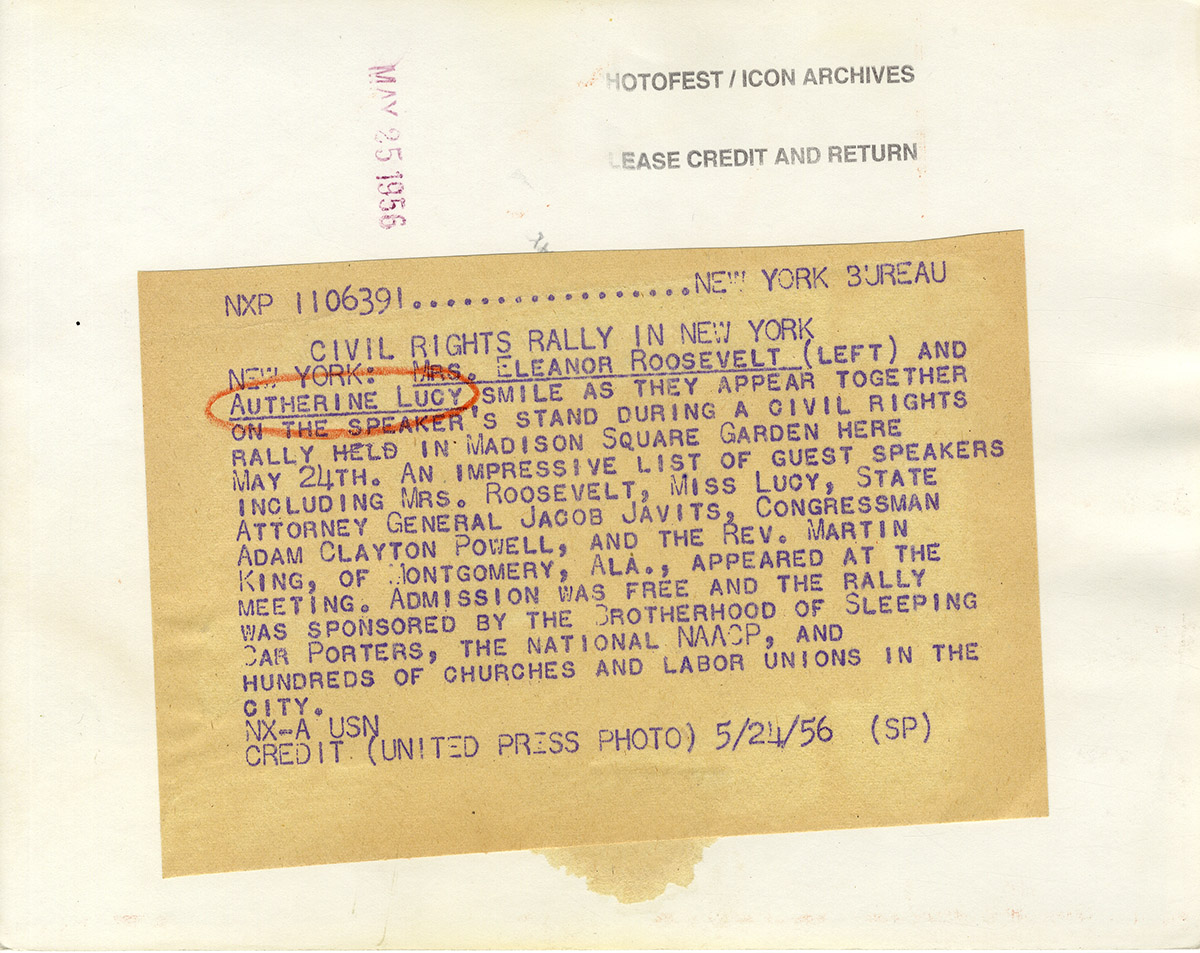 MAY 25 1956
HOTOFEST / ICON ARCHIVES
LEASE CREDIT AND RETURN
NXP 1106391..................NEW YORK BUREAU
CIVIL RIGHTS RALLY IN NEW YORK
NEW YORK: MRS. ELEANOR ROOSEVELT (LEFT) AND
AUTHERINE LUCY SMILE AS THEY APPEAR TOGETHER
ON THE SPEAKER'S STAND DURING A CIVIL RIGHTS
RALLY HELD IN MADISON SQUARE GARDEN HERE
MAY 24TH. AN IMPRESSIVE LIST OF GUEST SPEAKERS
INCLUDING MRS. ROOSEVELT, MISS LUCY, STATE
ATTORNEY GENERAL JACOB JAVITS, CONGRESSMAN
ADAM CLAYTON POWELL, AND THE REV. MARTIN
KING, OF MONTGOMERY, ALA., APPEARED AT THE
MEETING. ADMISSION WAS FREE AND THE RALLY
WAS SPONSORED BY THE BROTHERHOOD OF SLEEPING
CAR PORTERS, THE NATIONAL NAACP, AND
HUNDREDS OF CHURCHES AND LABOR UNIONS IN THE
CITY.
NX-A USN
CREDIT (UNITED PRESS PHOTO) 5/24/56 (SP)